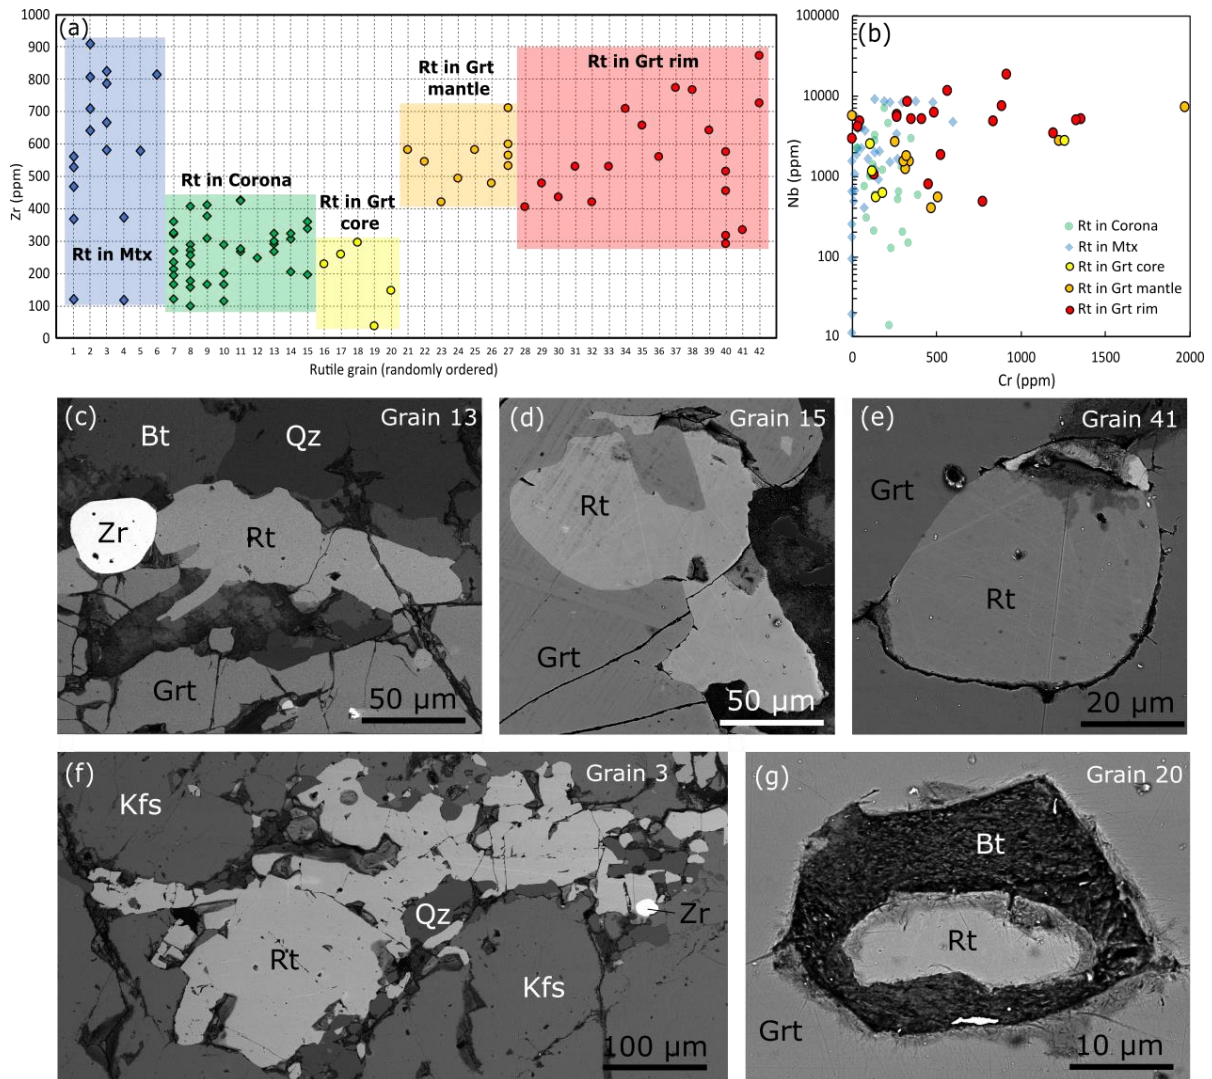 (a)
Zr (ppm)
1000
900
800
700
600
500
400
300
200
100
0
Rt in Mtx
Rt in Corona
Rt in Grt
core
Rt in Grt
mantle
Rt in Grt rim
1 2 3 4 5 6 7 8 9 10 11 12 13 14 15 16 17 18 19 20 21 22 23 24 25 26 27 28 29 30 31 32 33 34 35 36 37 38 39 40 41 42
Rutile grain (randomly ordered)
(b)
Nb (ppm)
100000
10000
1000
100
10
Rt in Corona
Rt in Mtx
Rt in Grt core
Rt in Grt mantle
Rt in Grt rim
0 500 1000 1500 2000
Cr (ppm)
(c) Grain 13
Bt Qz
Zr Rt
Grt
50 µm
(d) Grain 15
Rt
Grt
50 µm
(e) Grain 41
Grt
Rt
20 µm
(f) Grain 3
Kfs
Qz
Zr
Rt
Kfs
100 µm
(g) Grain 20
Bt
Rt
Grt
10 µm